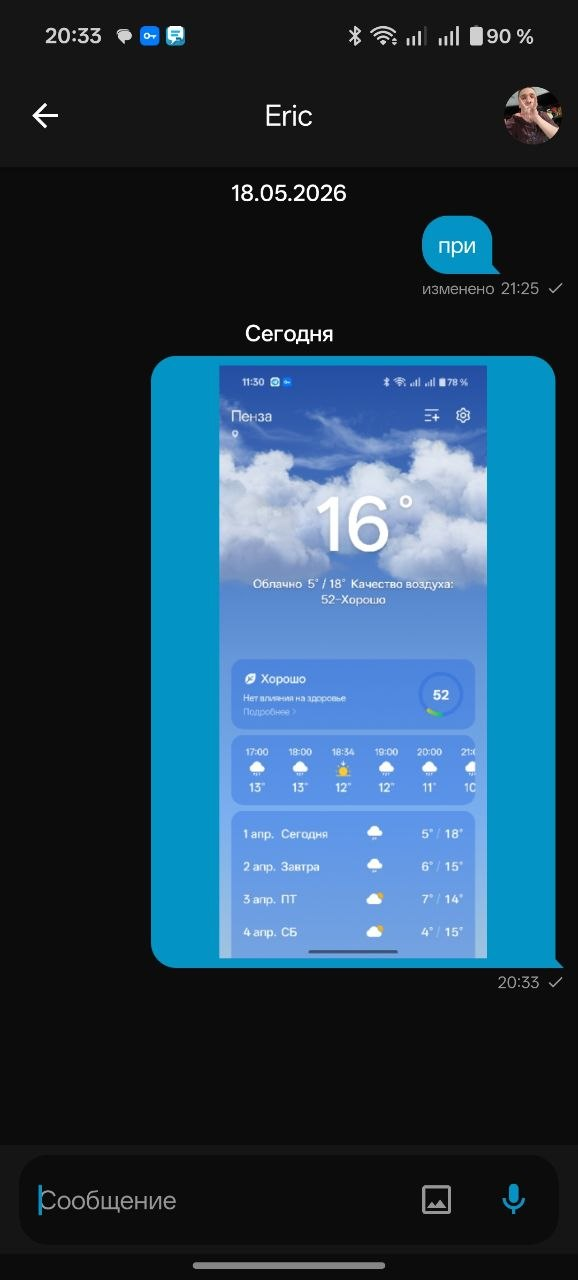 20:33 90 %
Eric
18.05.2026
при
изменено 21:25
Сегодня
11:30 78 %
Пенза
16°
Облачно 5° / 18° Качество воздуха:
52-Хорошо
Хорошо
52
Нет влияния на здоровье
Подробнее >
17:00 18:00 18:34 19:00 20:00
13° 13° 12° 12° 11°
1 апр. Сегодня 5° / 18°
2 апр. Завтра 6° / 15°
3 апр. ПТ 7° / 14°
4 апр. СБ 4° / 15°
20:33
Сообщение